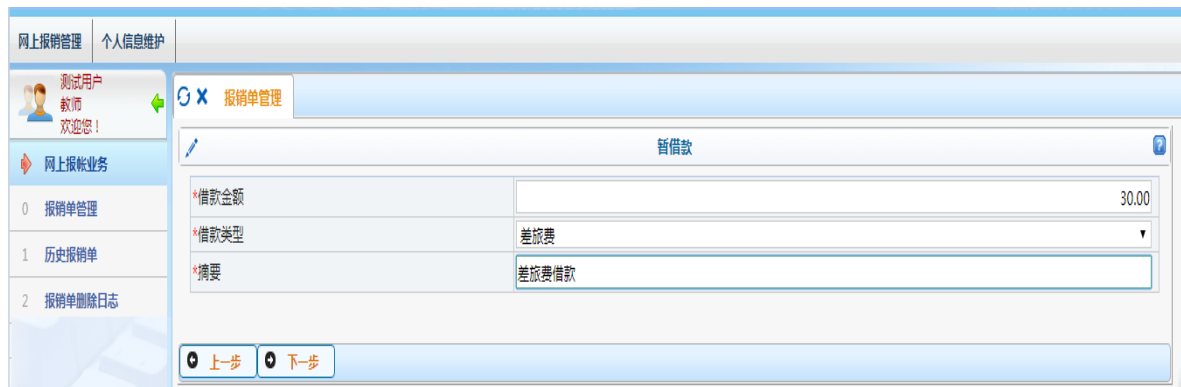 网上报销管理 个人信息维护
测试用户
教师
欢迎您！
报销单管理
网上报帐业务
0 报销单管理
1 历史报销单
2 报销单删除日志
暂借款
*借款金额 30.00
*借款类型 差旅费
*摘要 差旅费借款
上一步 下一步